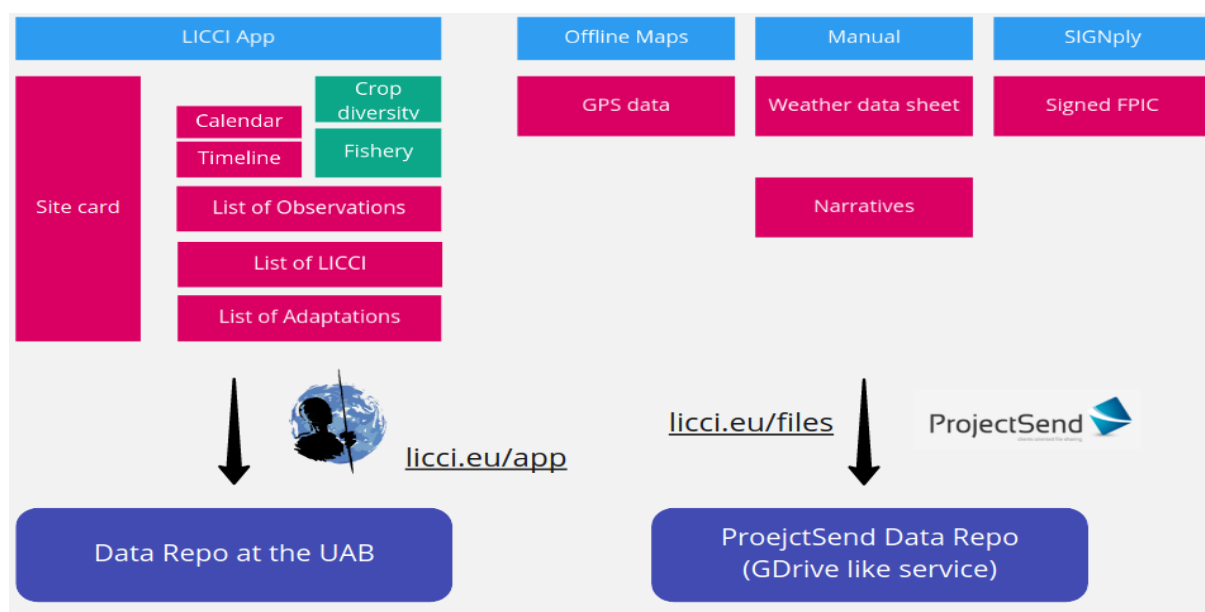 LICCI App
Offline Maps
Manual
SIGNply
Site card
Calendar
Timeline
Crop
diversity
Fishery
List of Observations
List of LICCI
List of Adaptations
GPS data
Weather data sheet
Narratives
Signed FPIC
licci.eu/app
licci.eu/files
ProjectSend
Data Repo at the UAB
ProejctSend Data Repo
(GDrive like service)